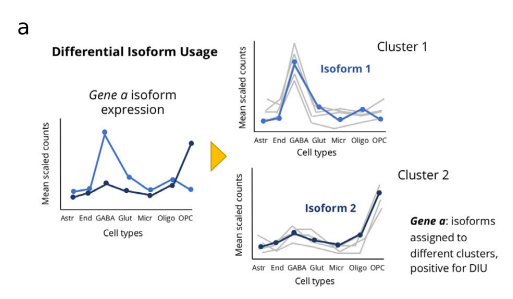 a
Differential Isoform Usage
Gene a isoform
expression
Mean scaled counts
Astr End GABA Glut Micr Oligo OPC
Cell types
Cluster 1
Isoform 1
Mean scaled counts
Astr End GABA Glut Micr Oligo OPC
Cell types
Cluster 2
Isoform 2
Mean scaled counts
Astr End GABA Glut Micr Oligo OPC
Cell types
Gene a: isoforms
assigned to
different clusters,
positive for DIU